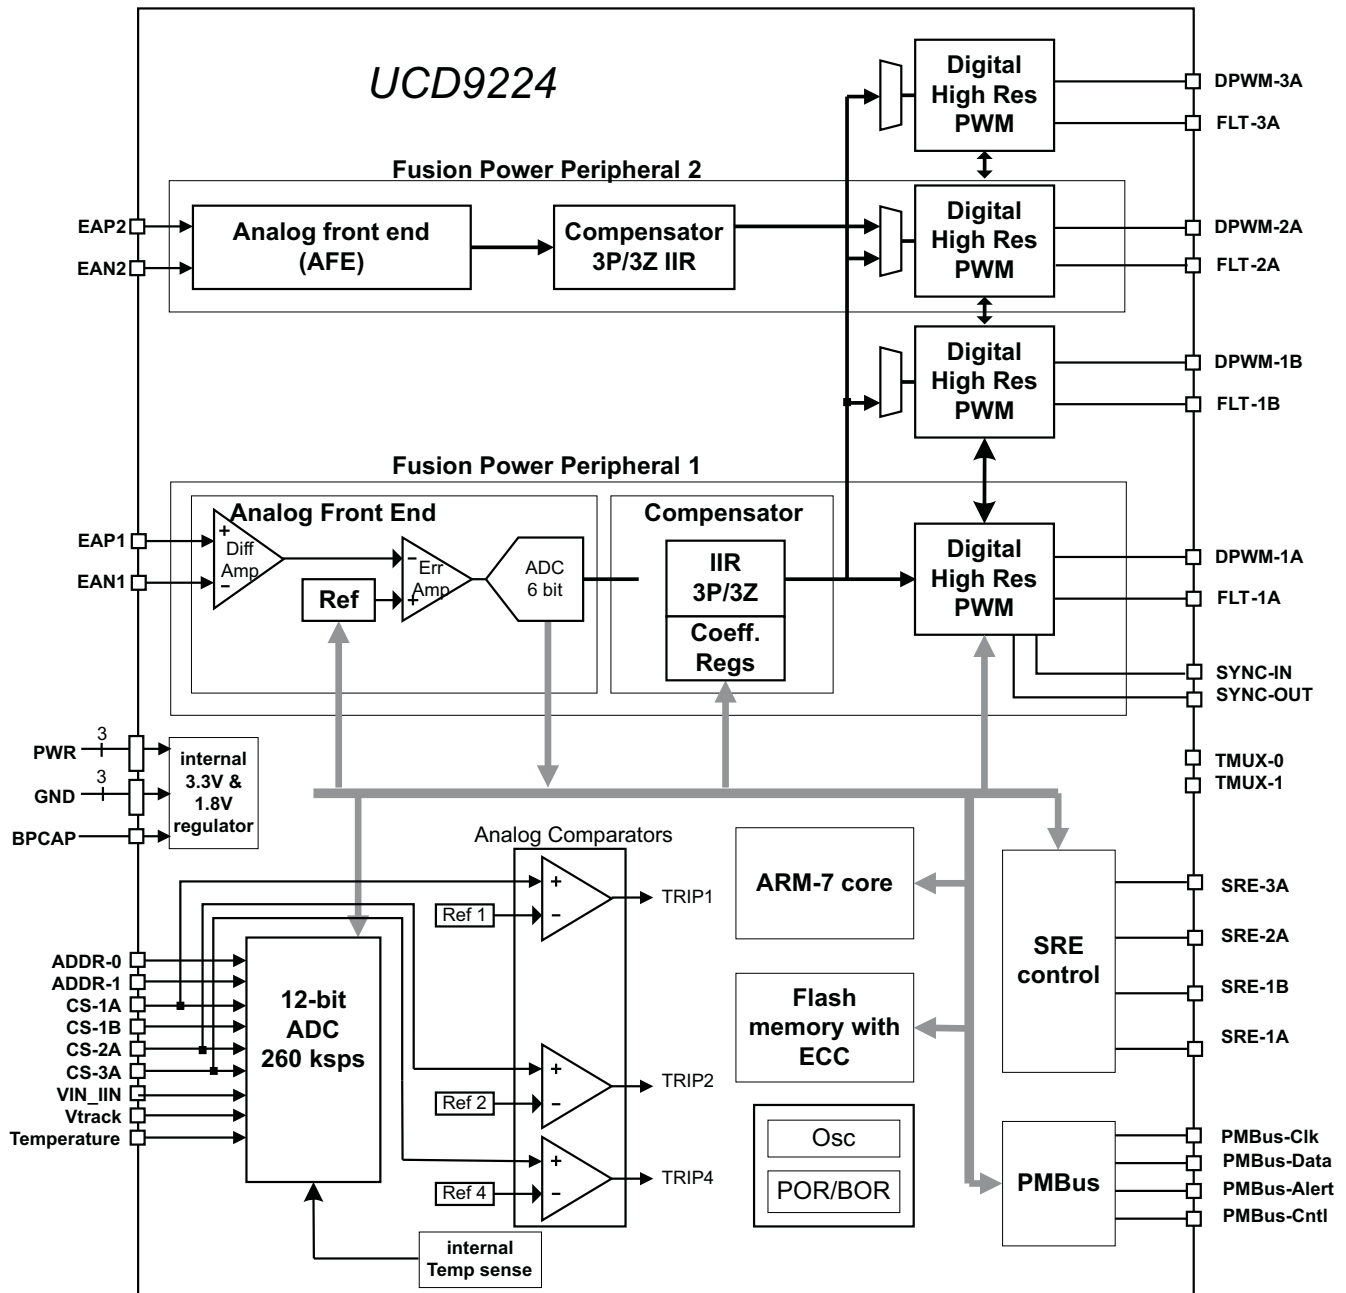 UCD9224
Digital
High Res
PWM
DPWM-3A
FLT-3A
Fusion Power Peripheral 2
EAP2
EAN2
Analog front end
(AFE)
Compensator
3P/3Z IIR
Digital
High Res
PWM
DPWM-2A
FLT-2A
Digital
High Res
PWM
DPWM-1B
FLT-1B
Fusion Power Peripheral 1
Analog Front End
Compensator
EAP1
EAN1
+
Diff
Amp
−
−
Err
Amp
+
Ref
ADC
6 bit
IIR
3P/3Z
Coeff.
Regs
Digital
High Res
PWM
DPWM-1A
FLT-1A
SYNC-IN
SYNC-OUT
PWR
3
GND
3
BPCAP
internal
3.3V &
1.8V
regulator
TMUX-0
TMUX-1
Analog Comparators
+
−
Ref 1
TRIP1
ARM-7 core
SRE
control
SRE-3A
SRE-2A
SRE-1B
SRE-1A
ADDR-0
ADDR-1
CS-1A
CS-1B
CS-2A
CS-3A
VIN_IIN
Vtrack
Temperature
12-bit
ADC
260 ksps
Flash
memory with
ECC
+
−
Ref 2
TRIP2
+
−
Ref 4
TRIP4
Osc
POR/BOR
PMBus
PMBus-Clk
PMBus-Data
PMBus-Alert
PMBus-Cntl
internal
Temp sense